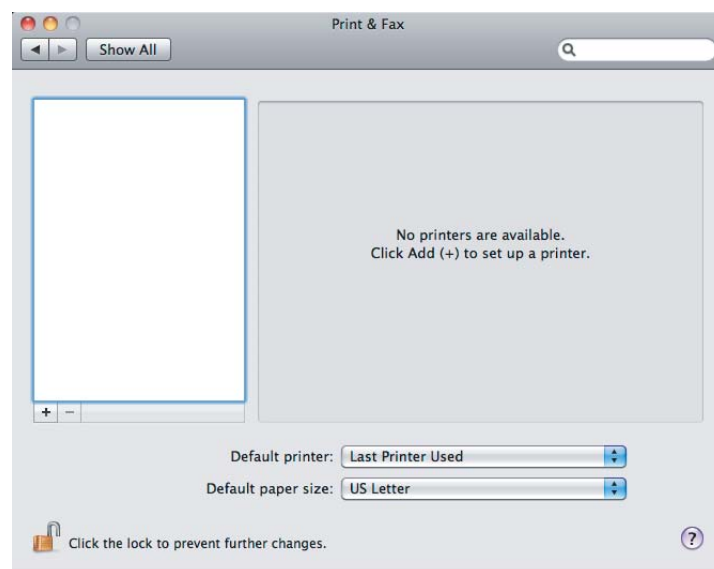 Print & Fax
Show All
No printers are available.
Click Add (+) to set up a printer.
+ −
Default printer: Last Printer Used
Default paper size: US Letter
Click the lock to prevent further changes.
?